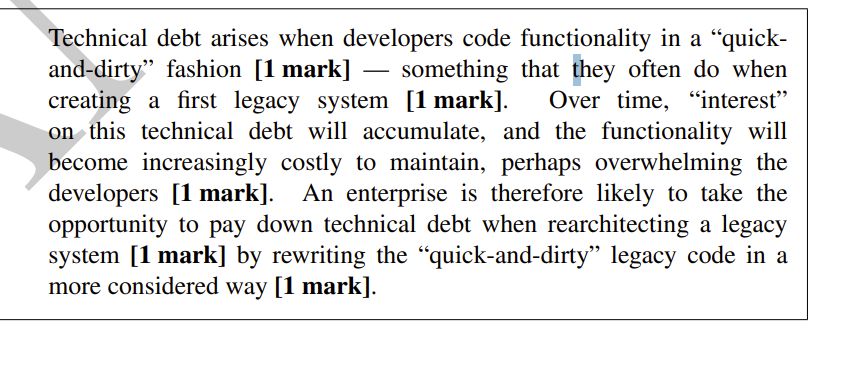 Technical debt arises when developers code functionality in a “quick-
and-dirty” fashion [1 mark] — something that they often do when
creating a first legacy system [1 mark]. Over time, “interest”
on this technical debt will accumulate, and the functionality will
become increasingly costly to maintain, perhaps overwhelming the
developers [1 mark]. An enterprise is therefore likely to take the
opportunity to pay down technical debt when rearchitecting a legacy
system [1 mark] by rewriting the “quick-and-dirty” legacy code in a
more considered way [1 mark].